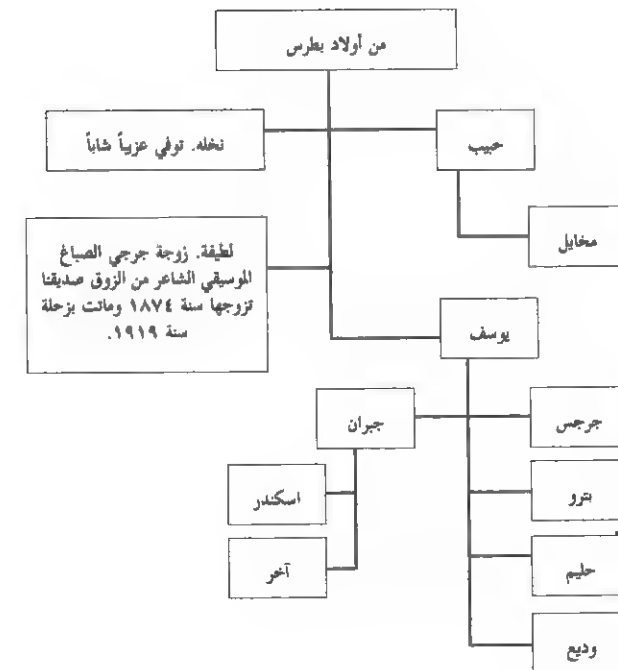 من أولاد بطرس
حبيب
نخله. توفي عزيباً شاباً
مخايل
لطيفة. زوجة جرجي الصباغ
الموسيقي الشاعر من الزوق صديقنا
تزوجها سنة ١٨٧٤ وماتت بزحلة
سنة ١٩١٩.
يوسف
جرجس
جبران
بترو
اسكندر
حليم
آخر
وديع